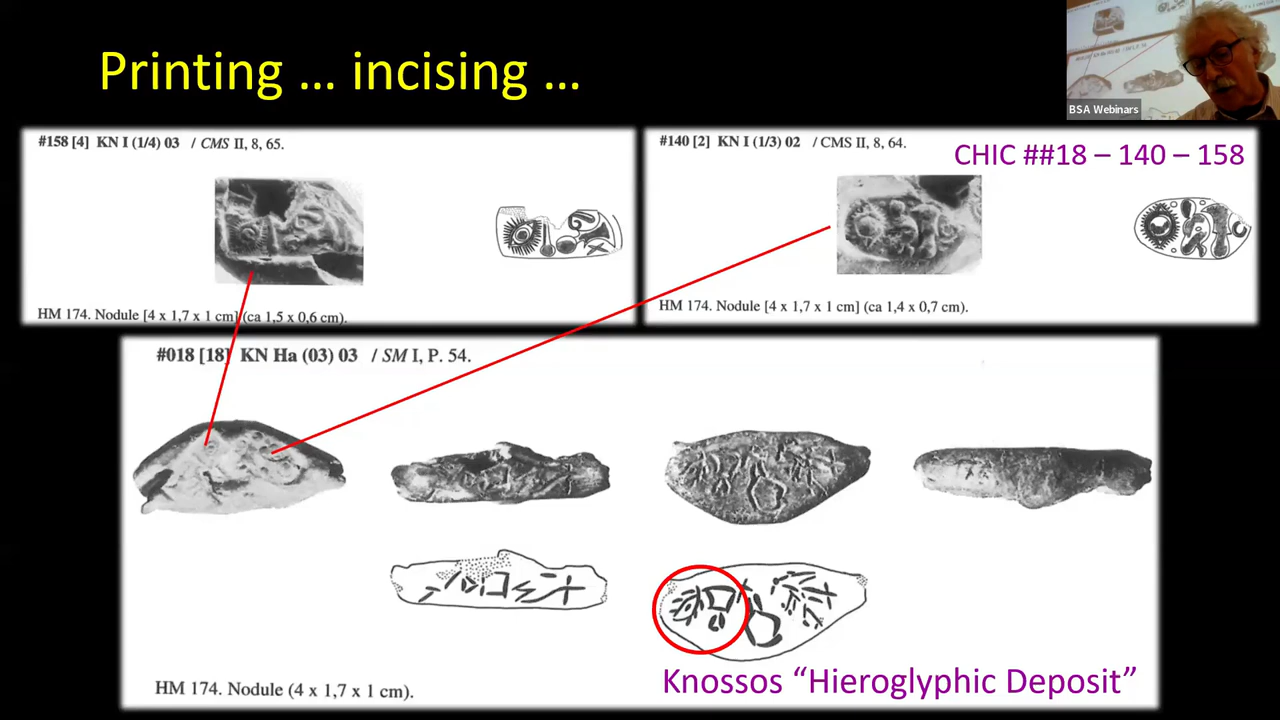 Printing … incising …
BSA Webinars
#158 [4] KN I (1/4) 03 / CMS II, 8, 65.
HM 174. Nodule [4 x 1,7 x 1 cm] (ca 1,5 x 0,6 cm).
#140 [2] KN I (1/3) 02 / CMS II, 8, 64.
CHIC ##18 – 140 – 158
HM 174. Nodule [4 x 1,7 x 1 cm] (ca 1,4 x 0,7 cm).
#018 [18] KN Ha (03) 03 / SM I, P. 54.
HM 174. Nodule (4 x 1,7 x 1 cm).
Knossos “Hieroglyphic Deposit”